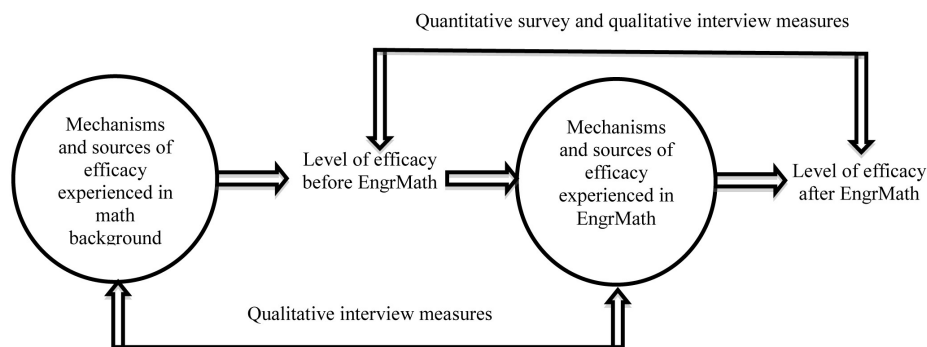 Quantitative survey and qualitative interview measures
Mechanisms
and sources of
efficacy
experienced in
math
background
Level of efficacy
before EngrMath
Mechanisms
and sources of
efficacy
experienced in
EngrMath
Level of efficacy
after EngrMath
Qualitative interview measures